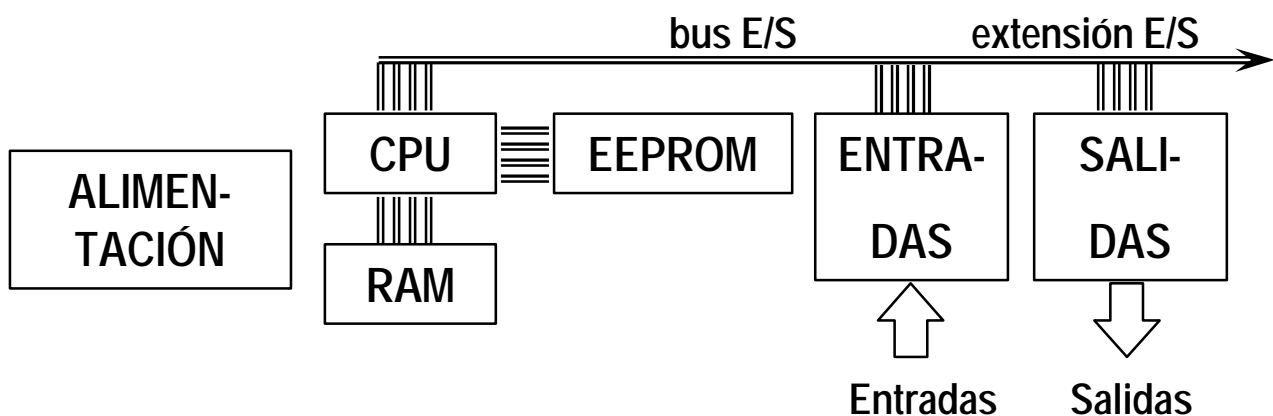 bus E/S
extensión E/S
ALIMEN-
TACIÓN
CPU
RAM
EEPROM
ENTRA-
DAS
SALI-
DAS
Entradas
Salidas